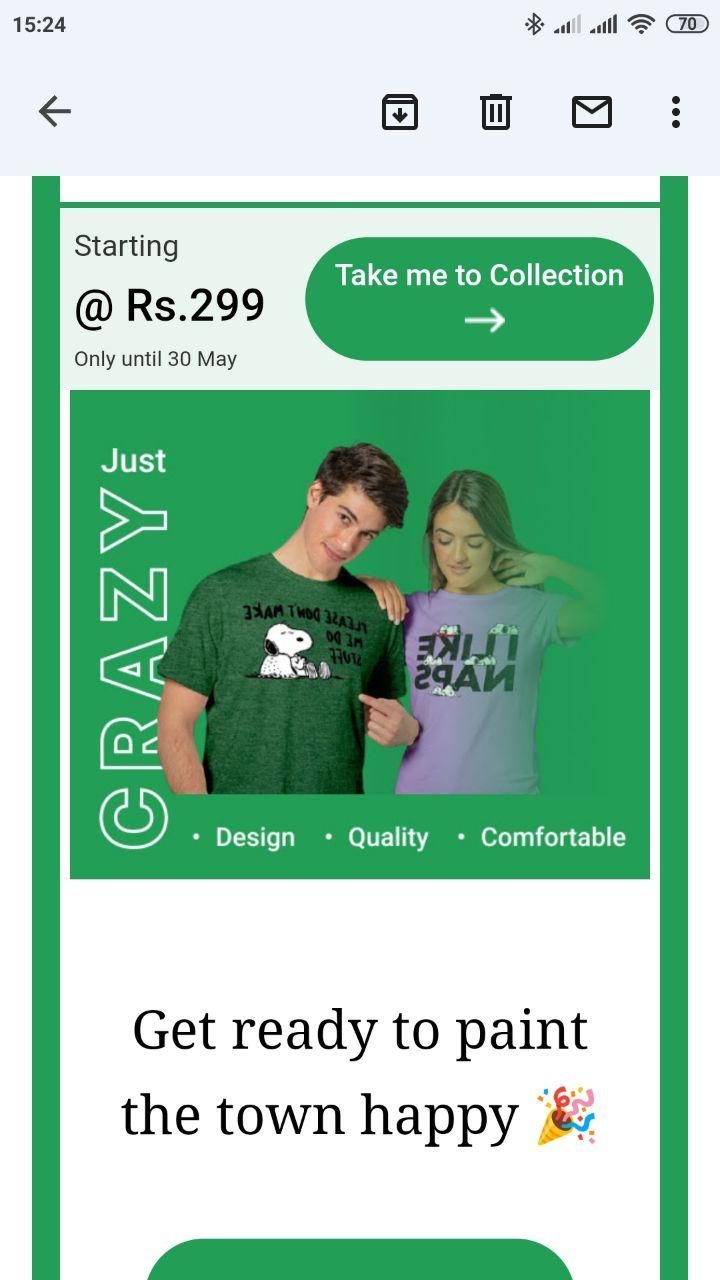 15:24
70
Starting
@ Rs.299
Only until 30 May
Take me to Collection
Just
CRAZY
PLEASE DON'T MAKE
ME DO
STUFF
I LIKE
NAPS
• Design • Quality • Comfortable
Get ready to paint
the town happy 🎉